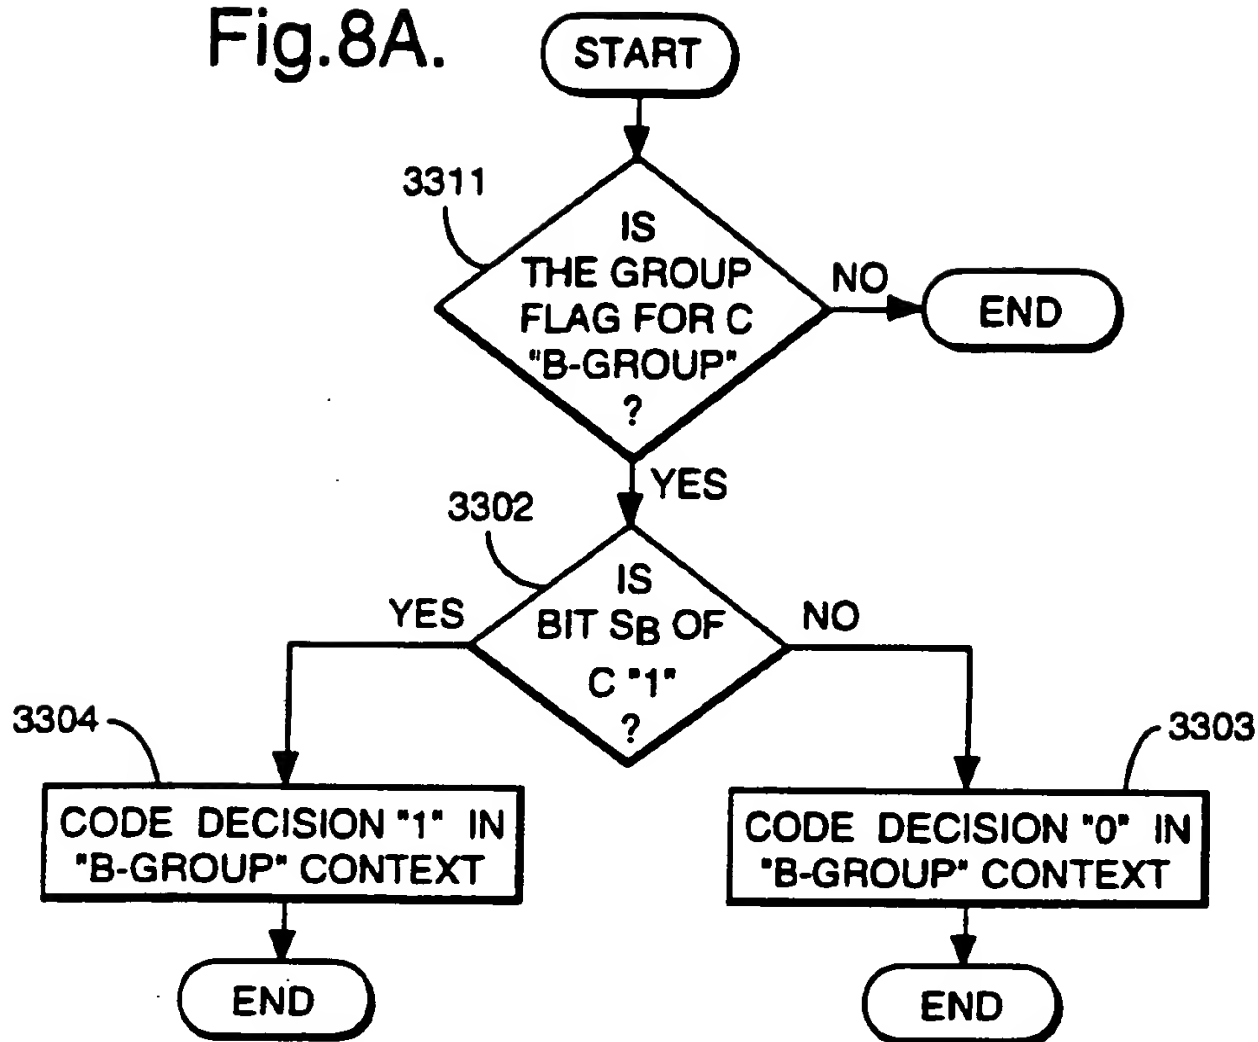 Fig.8A.
START
3311
IS
THE GROUP
FLAG FOR C
"B-GROUP"
?
NO
END
YES
3302
IS
BIT SB OF
C "1"
?
YES
NO
3304
3303
CODE DECISION "1" IN
"B-GROUP" CONTEXT
CODE DECISION "0" IN
"B-GROUP" CONTEXT
END
END